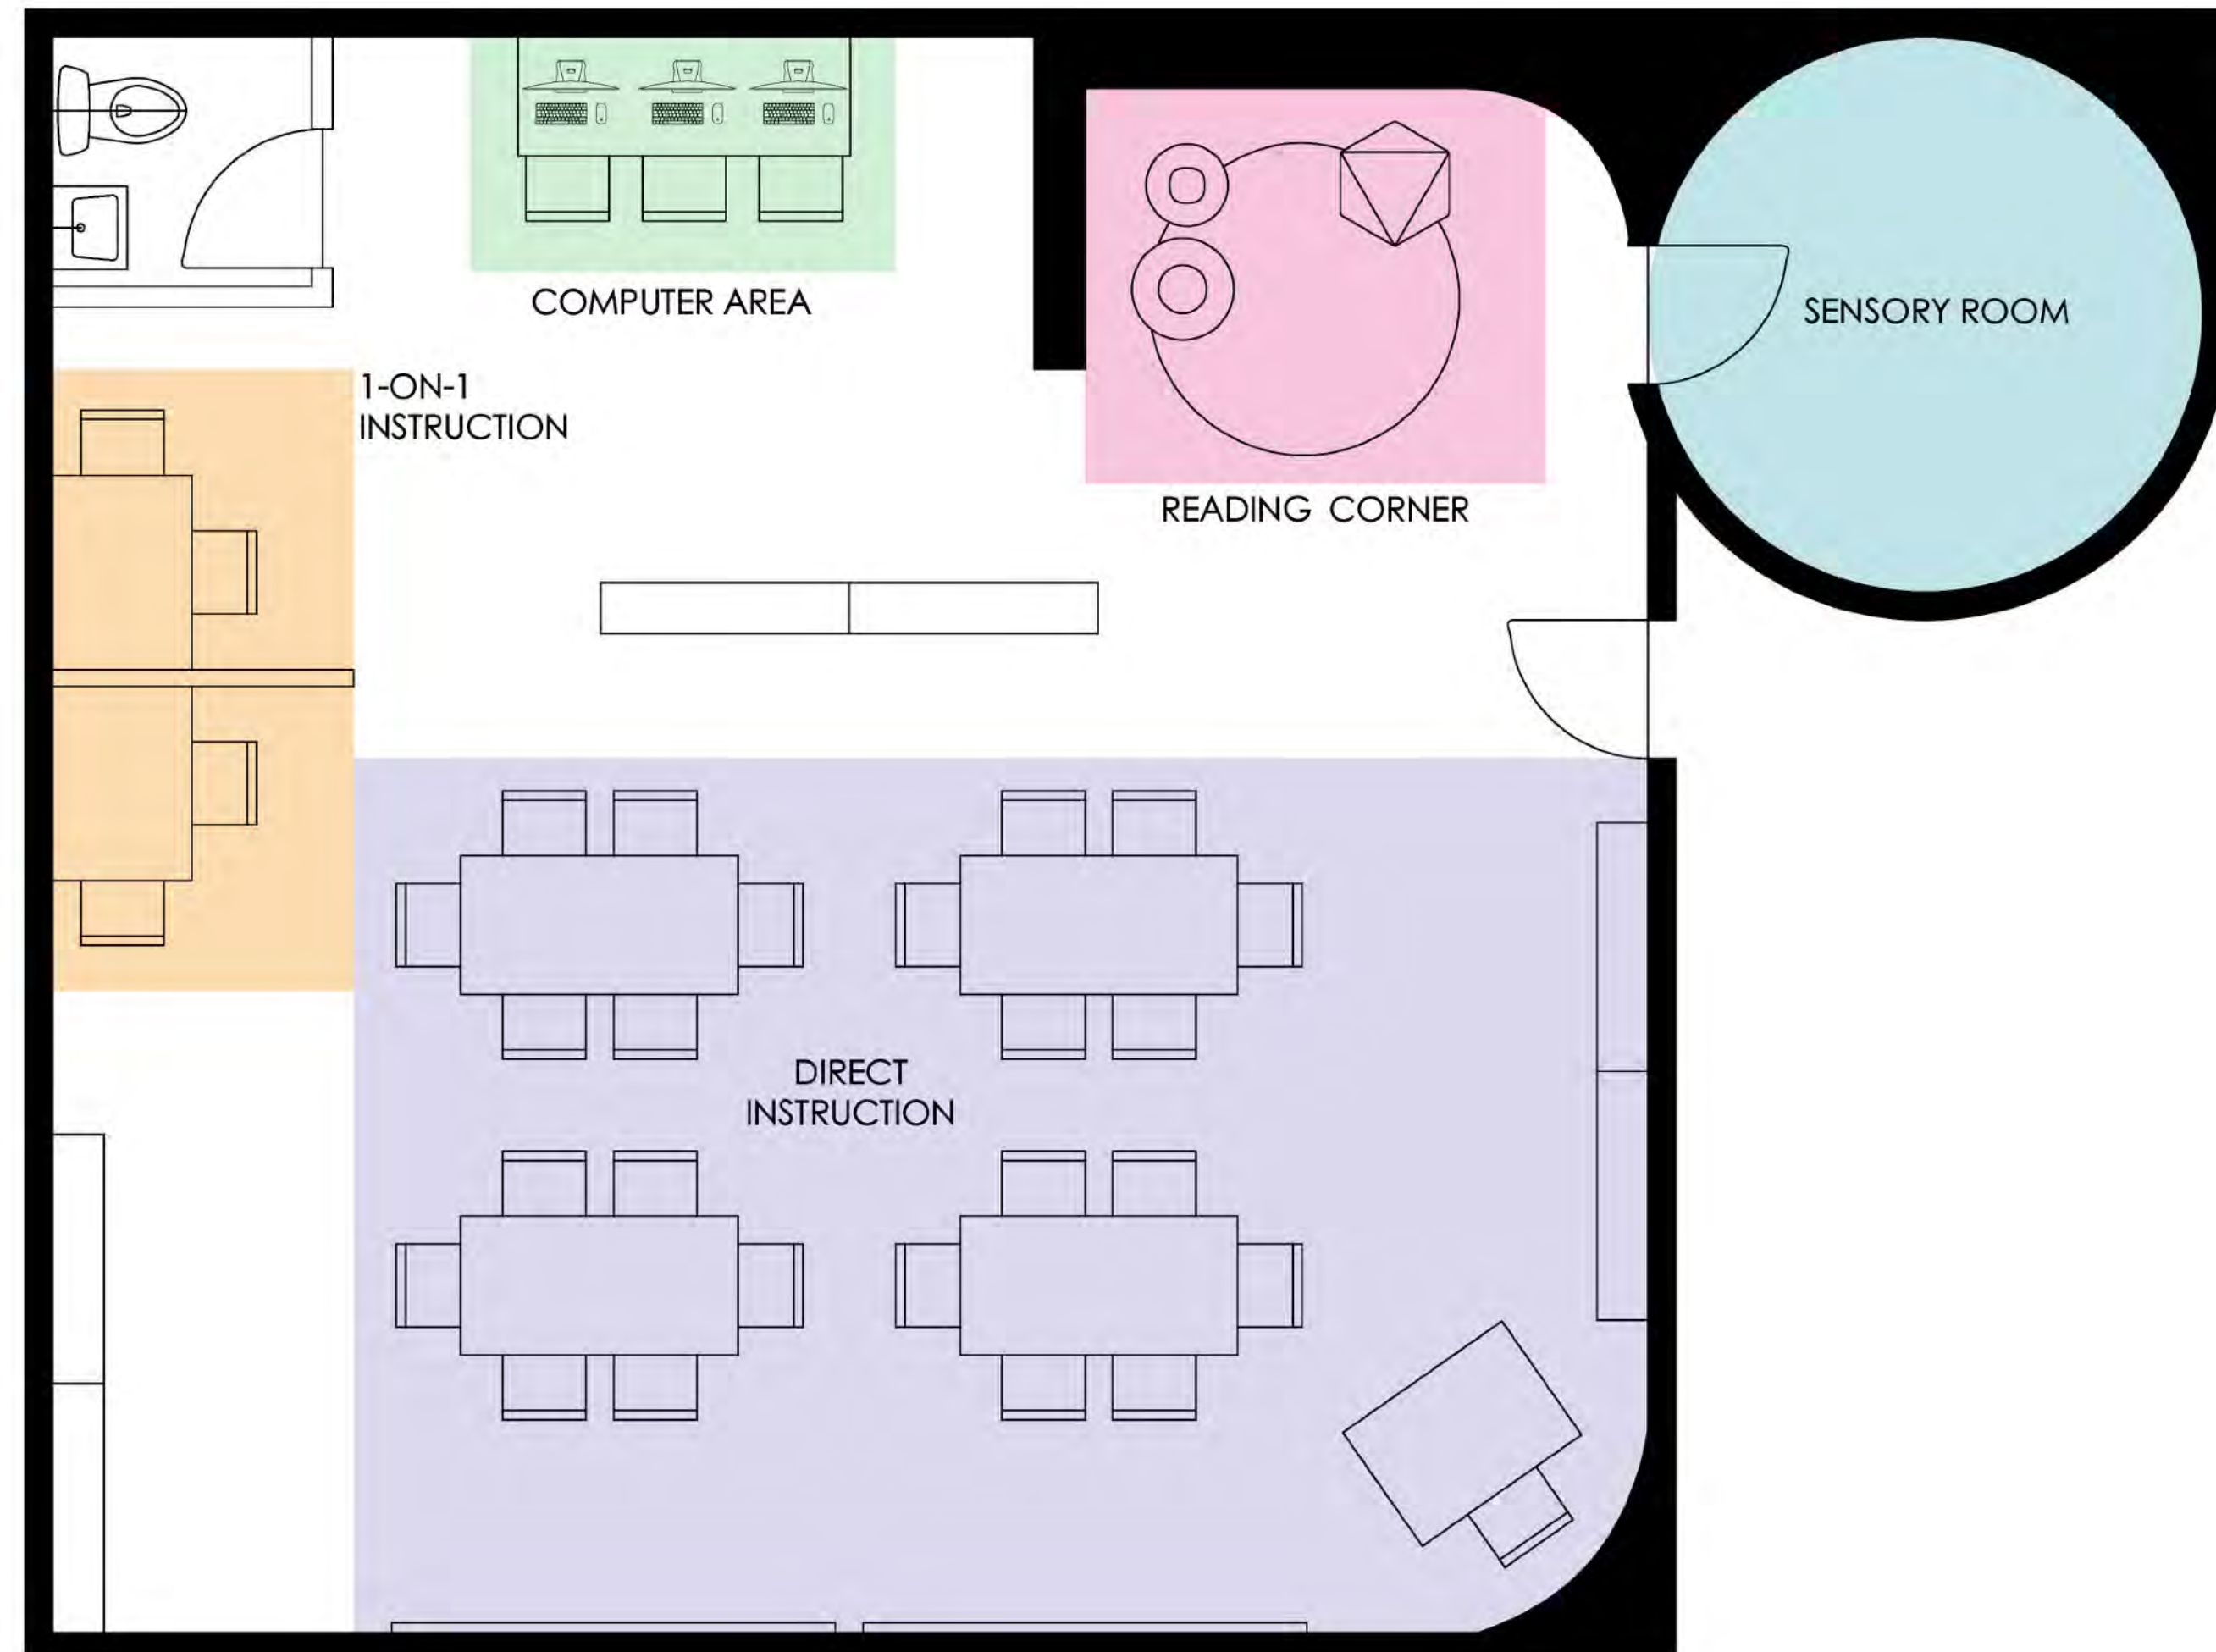 COMPUTER AREA
SENSORY ROOM
1-ON-1
INSTRUCTION
READING CORNER
DIRECT
INSTRUCTION